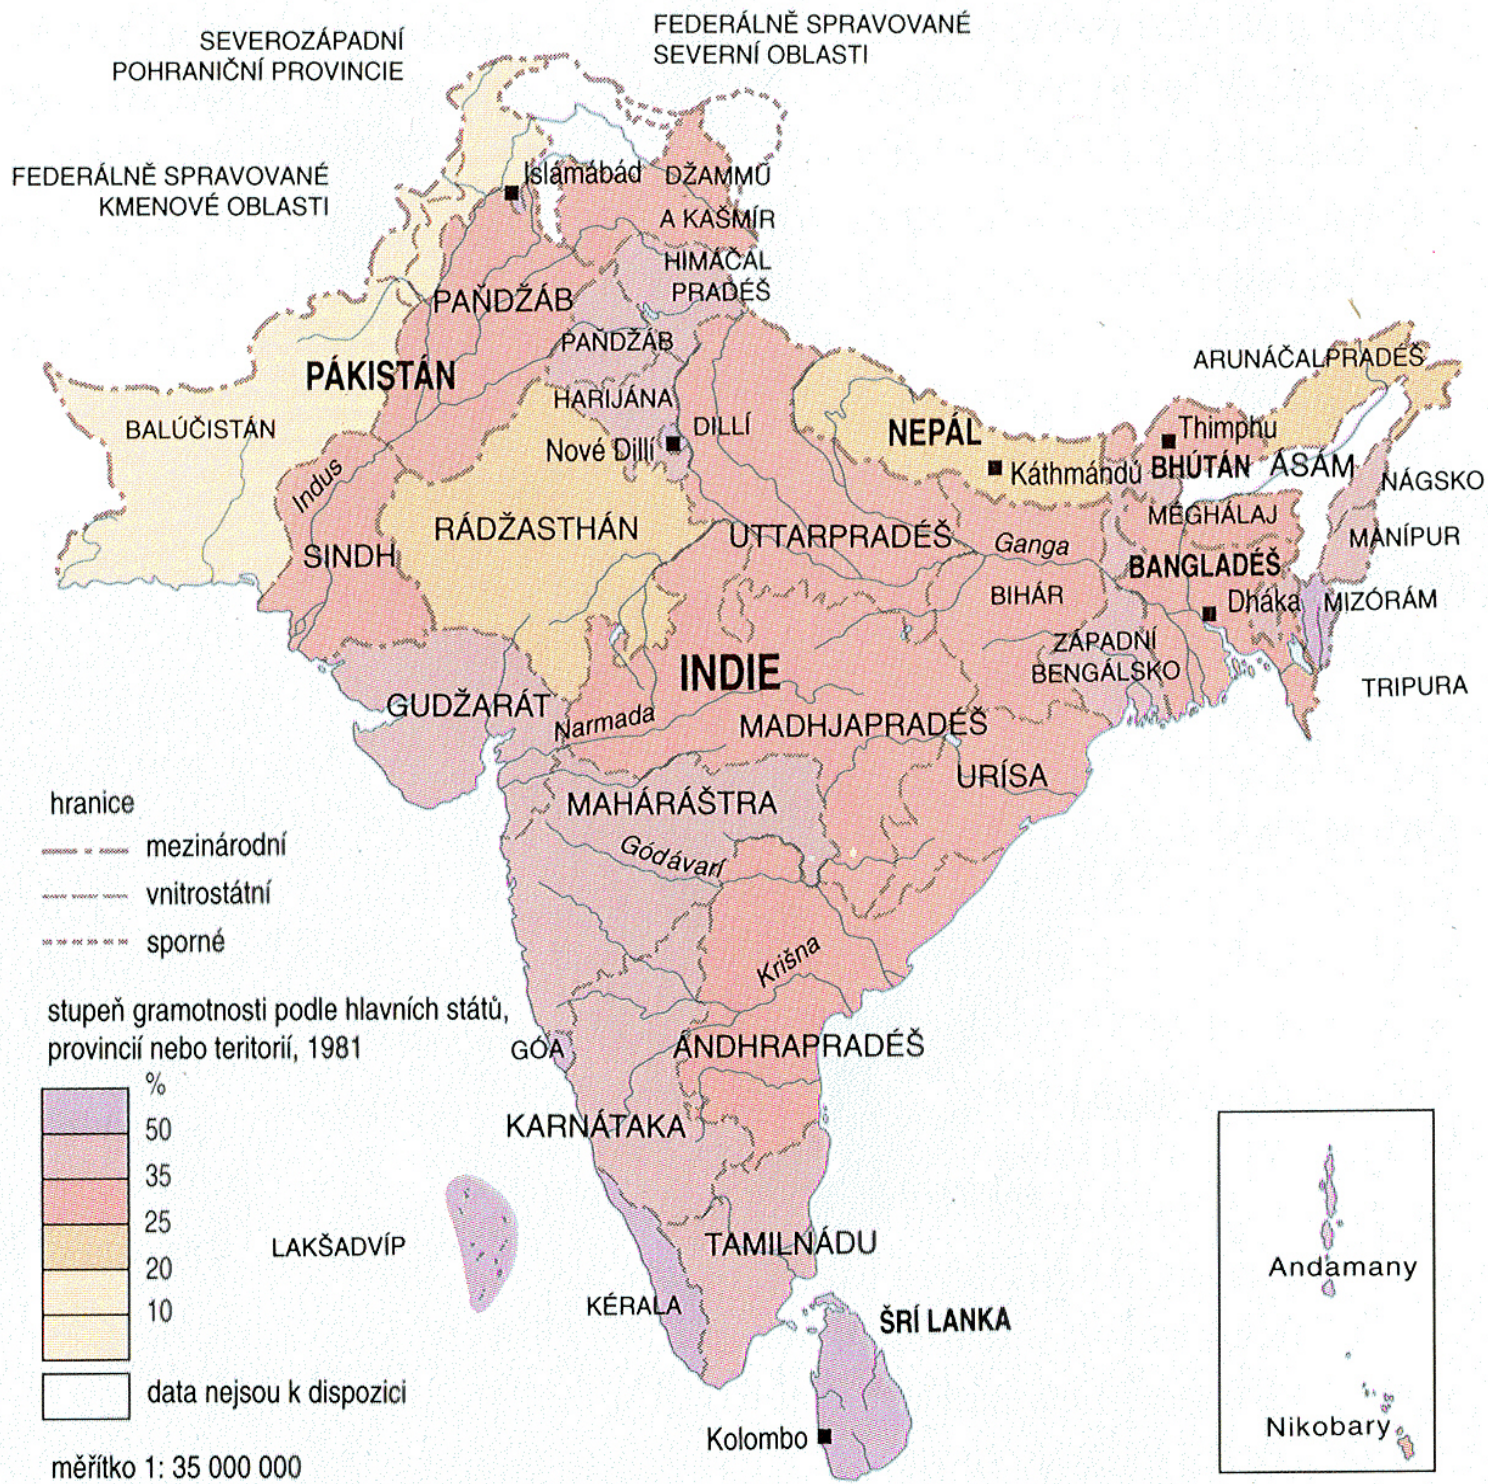 SEVEROZÁPADNÍ
POHRANIČNÍ PROVINCIE
FEDERÁLNĚ SPRAVOVANÉ
SEVERNÍ OBLASTI
FEDERÁLNĚ SPRAVOVANÉ
KMENOVÉ OBLASTI
Islámábád
DŽAMMÚ
A KAŠMÍR
HIMÁČAL
PRADÉŠ
PAŇDŽÁB
PAŇDŽÁB
PÁKISTÁN
HARIJÁNA
BALÚČISTÁN
DILLÍ
Nové Dillí
NEPÁL
Káthmándú
ARUNÁČALPRADÉŠ
Thimphu
BHÚTÁN
ÁSÁM
NÁGSKO
Indus
RÁDŽASTHÁN
SINDH
UTTARPRADÉŠ
Ganga
MÉGHÁLAJ
MANÍPUR
BANGLADÉŠ
BIHÁR
Dháka
MIZÓRÁM
ZÁPADNÍ
BENGÁLSKO
INDIE
TRIPURA
GUDŽARÁT
Narmada
MADHJAPRADÉŠ
URÍSA
MAHÁRÁŠTRA
Gódávarí
Krišna
GÓA
ÁNDHRAPRADÉŠ
KARNÁTAKA
LAKŠADVÍP
TAMILNÁDU
KÉRALA
ŠRÍ LANKA
Kolombo
Andamany
Nikobary
hranice
mezinárodní
vnitrostátní
sporné
stupeň gramotnosti podle hlavních států,
provincií nebo teritorií, 1981
%
50
35
25
20
10
data nejsou k dispozici
měřítko 1: 35 000 000